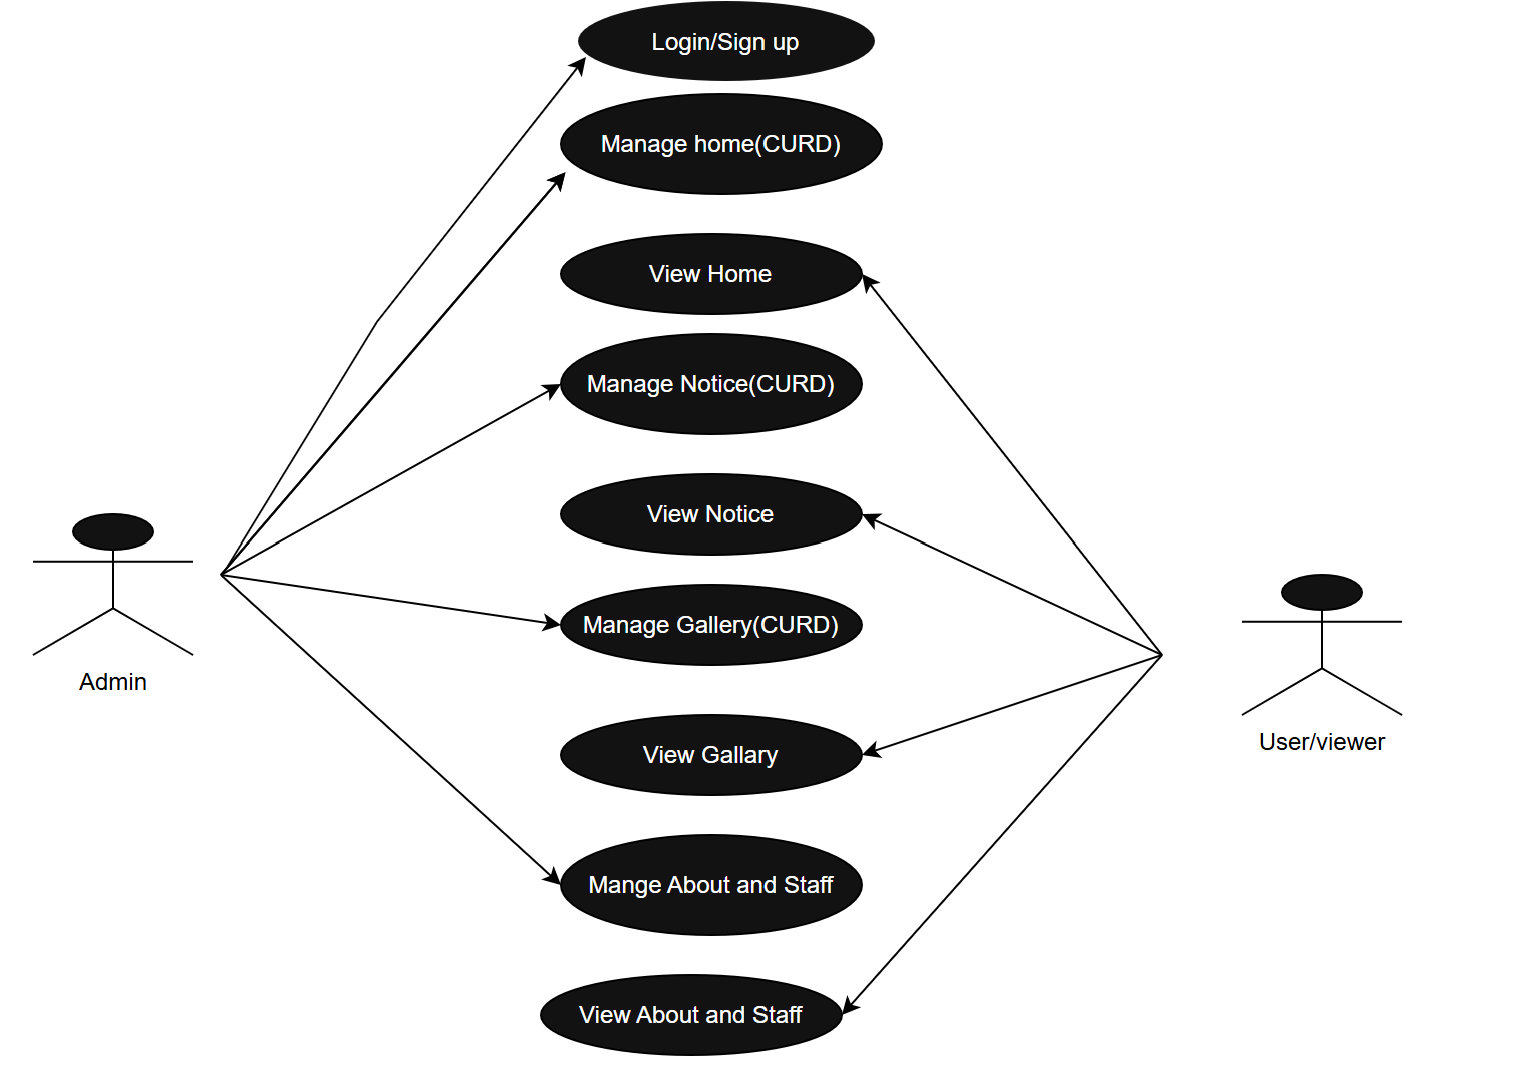 Login/Sign up
Manage home(CURD)
View Home
Manage Notice(CURD)
View Notice
Manage Gallery(CURD)
Admin
View Gallary
User/viewer
Mange About and Staff
View About and Staff